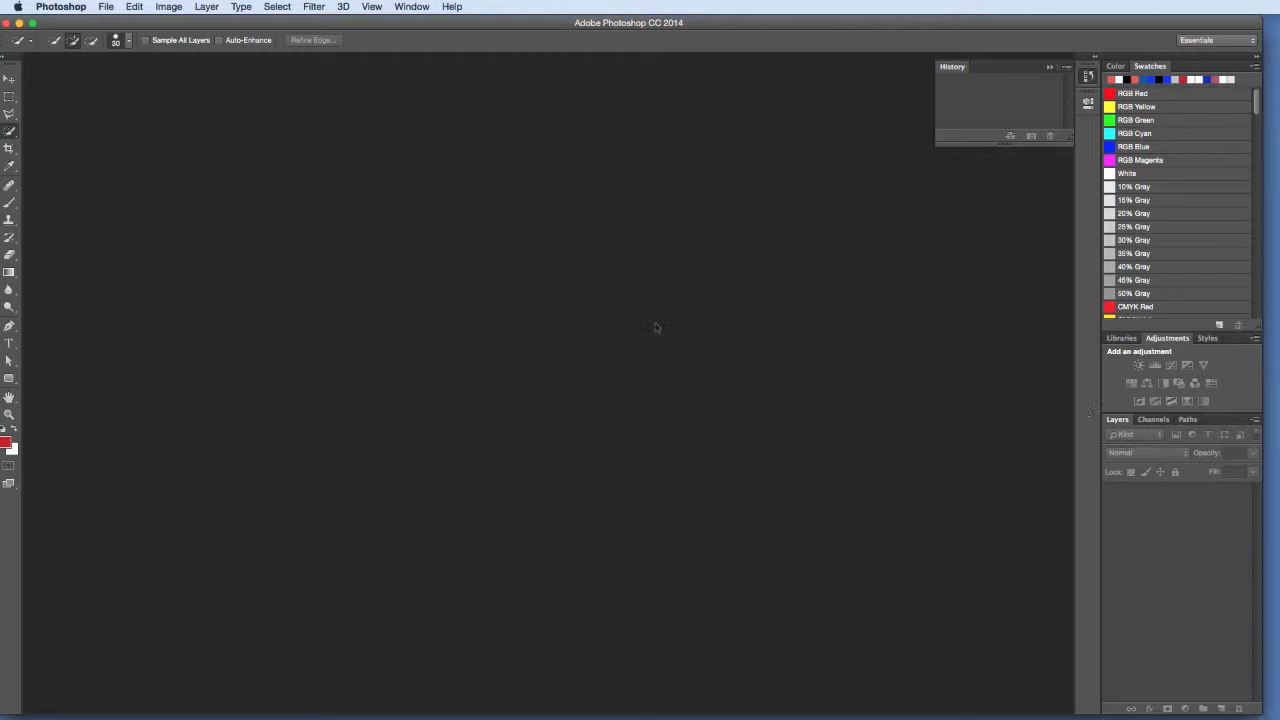 Photoshop File Edit Image Layer Type Select Filter 3D View Window Help
Adobe Photoshop CC 2014
30 Sample All Layers Auto-Enhance Refine Edge... Essentials
History
Color Swatches
RGB Red
RGB Yellow
RGB Green
RGB Cyan
RGB Blue
RGB Magenta
White
10% Gray
15% Gray
20% Gray
25% Gray
30% Gray
35% Gray
40% Gray
45% Gray
50% Gray
CMYK Red
Libraries Adjustments Styles
Add an adjustment
Layers Channels Paths
Kind
Normal Opacity:
Lock: Fill: